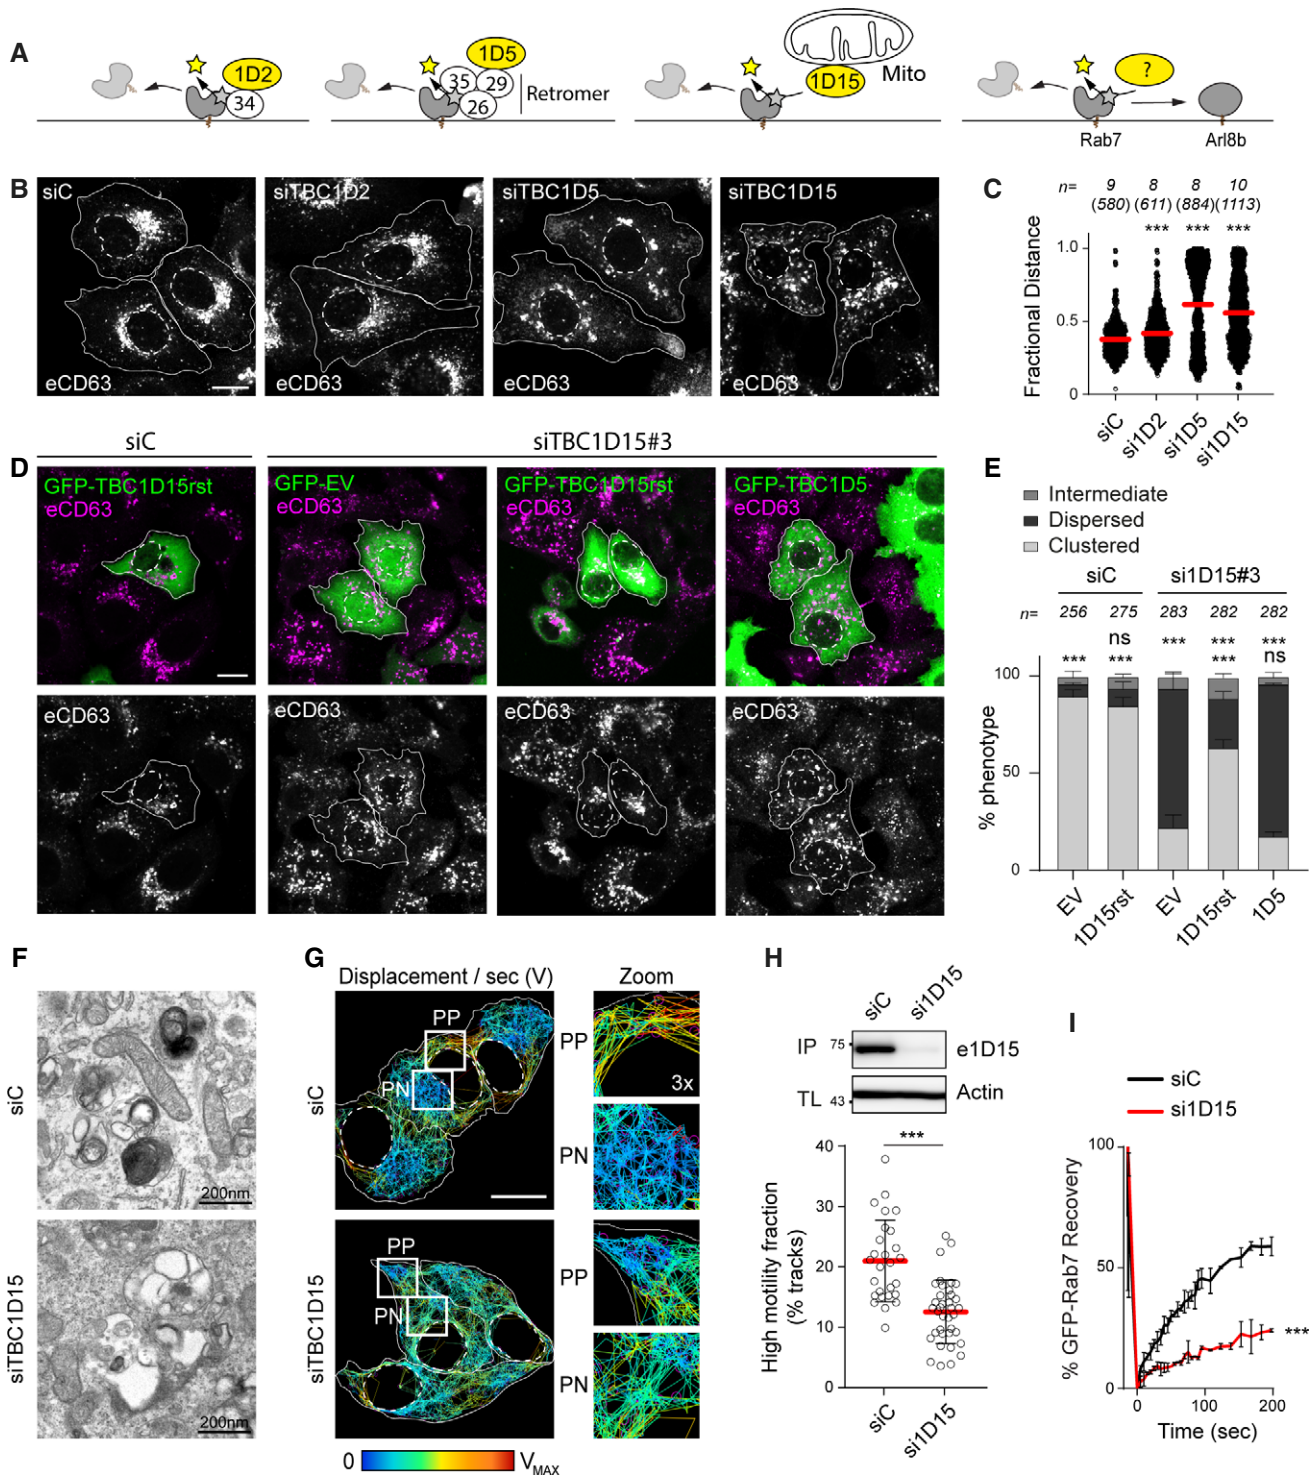 A
1D2
34
1D5
35
29
26
Retromer
1D15
Mito
?
Rab7
Arl8b
B
siC
eCD63
siTBC1D2
eCD63
siTBC1D5
eCD63
siTBC1D15
eCD63
C
n= 9 8 8 10
(580) (611) (884) (1113)
*** *** ***
Fractional Distance
1.0
0.5
0
siC
si1D2
si1D5
si1D15
D
siC
siTBC1D15#3
GFP-TBC1D15rst
eCD63
GFP-EV
eCD63
GFP-TBC1D15rst
eCD63
GFP-TBC1D5
eCD63
eCD63
eCD63
eCD63
eCD63
E
Intermediate
Dispersed
Clustered
siC
si1D15#3
n= 256 275 283 282 282
ns *** *** ***
*** *** *** ns
% phenotype
100
50
0
EV
1D15rst
EV
1D15rst
1D5
F
siC
200nm
siTBC1D15
200nm
G
Displacement / sec (V)
Zoom
siC
PP
PN
PP
3x
PN
siTBC1D15
PP
PN
PP
PN
0
VMAX
H
siC
si1D15
IP
75
e1D15
TL
43
Actin
***
High motility fraction
(% tracks)
40
30
20
10
0
siC
si1D15
I
siC
si1D15
% GFP-Rab7 Recovery
100
50
0
***
0
100
200
Time (sec)